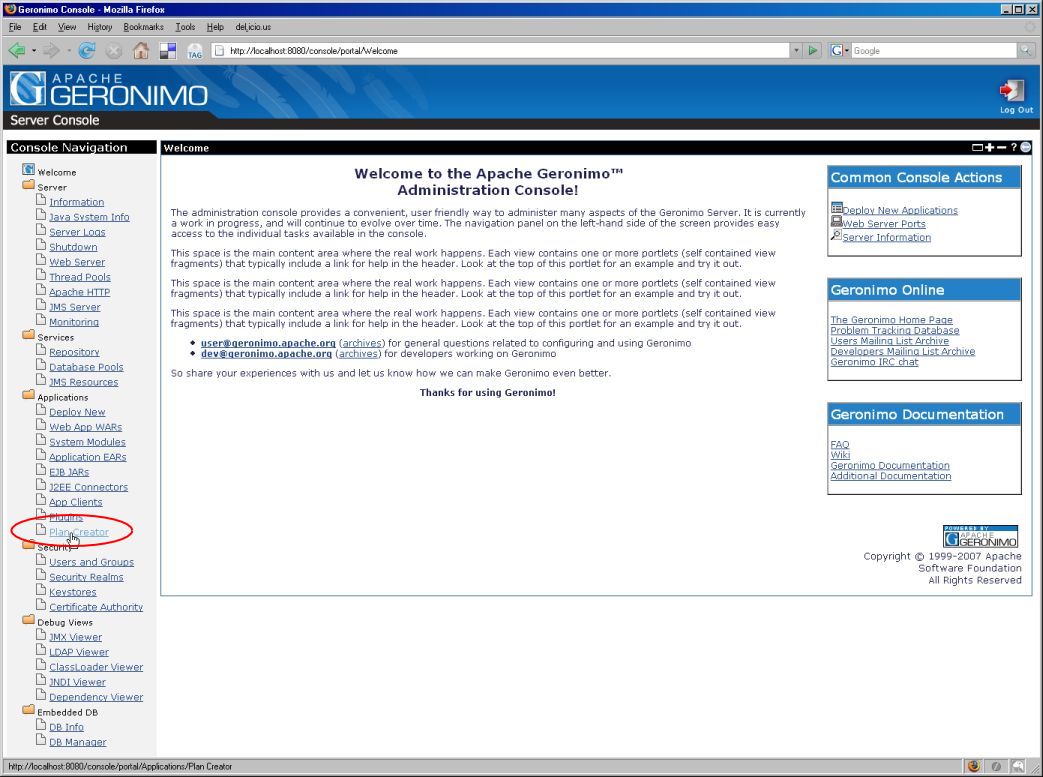 Geronimo Console - Mozilla Firefox
File Edit View History Bookmarks Tools Help del.icio.us
TAG http://localhost:8080/console/portal/Welcome G Google
APACHE
GERONIMO
Log Out
Server Console
Console Navigation
Welcome
Server
Information
Java System Info
Server Logs
Shutdown
Web Server
Thread Pools
Apache HTTP
JMS Server
Monitoring
Services
Repository
Database Pools
JMS Resources
Applications
Deploy New
Web App WARs
System Modules
Application EARs
EJB JARs
J2EE Connectors
App Clients
Plugins
Plan Creator
Security
Users and Groups
Security Realms
Keystores
Certificate Authority
Debug Views
JMX Viewer
LDAP Viewer
ClassLoader Viewer
JNDI Viewer
Dependency Viewer
Embedded DB
DB Info
DB Manager
Welcome ?
Welcome to the Apache Geronimo™
Administration Console!
The administration console provides a convenient, user friendly way to administer many aspects of the Geronimo Server. It is currently
a work in progress, and will continue to evolve over time. The navigation panel on the left-hand side of the screen provides easy
access to the individual tasks available in the console.
This space is the main content area where the real work happens. Each view contains one or more portlets (self contained view
fragments) that typically include a link for help in the header. Look at the top of this portlet for an example and try it out.
This space is the main content area where the real work happens. Each view contains one or more portlets (self contained view
fragments) that typically include a link for help in the header. Look at the top of this portlet for an example and try it out.
This space is the main content area where the real work happens. Each view contains one or more portlets (self contained view
fragments) that typically include a link for help in the header. Look at the top of this portlet for an example and try it out.
user@geronimo.apache.org (archives) for general questions related to configuring and using Geronimo
dev@geronimo.apache.org (archives) for developers working on Geronimo
So share your experiences with us and let us know how we can make Geronimo even better.
Thanks for using Geronimo!
Common Console Actions
Deploy New Applications
Web Server Ports
Server Information
Geronimo Online
The Geronimo Home Page
Problem Tracking Database
Users Mailing List Archive
Developers Mailing List Archive
Geronimo IRC chat
Geronimo Documentation
FAQ
Wiki
Geronimo Documentation
Additional Documentation
POWERED BY
APACHE
GERONIMO
Copyright © 1999-2007 Apache
Software Foundation
All Rights Reserved
http://localhost:8080/console/portal/Applications/Plan Creator